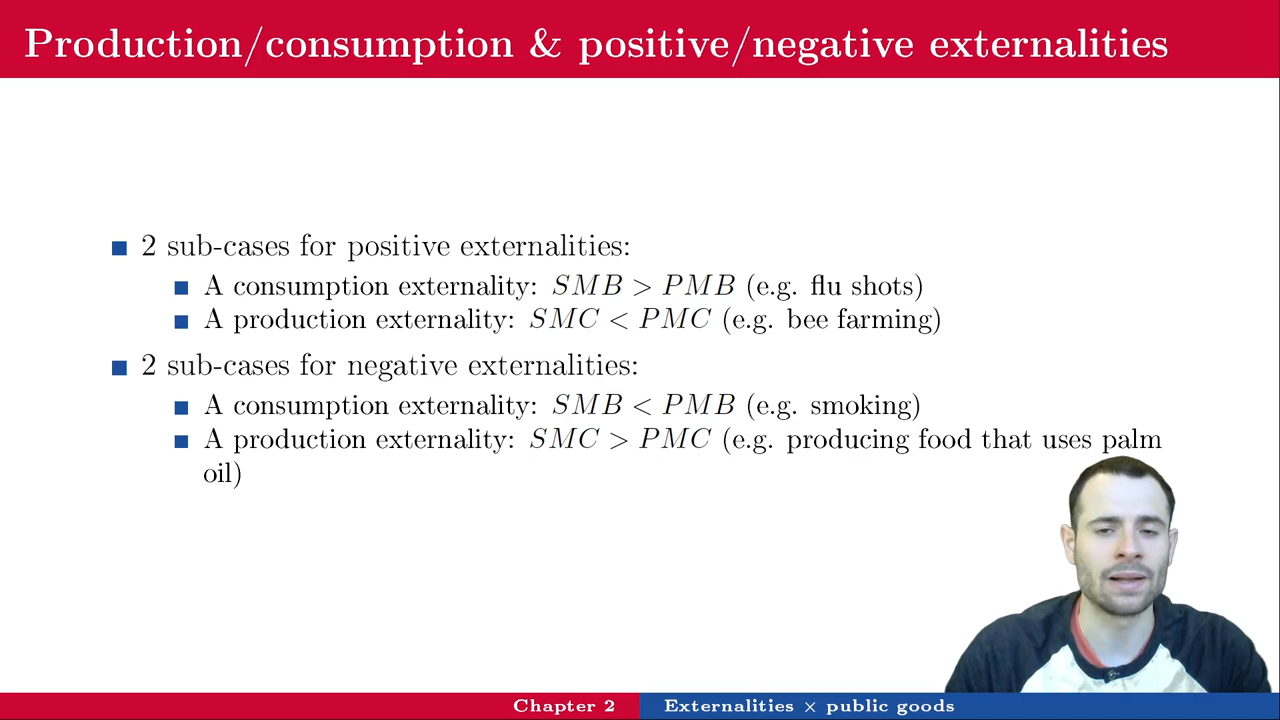 Production/consumption & positive/negative externalities
2 sub-cases for positive externalities:
A consumption externality: SMB > PMB (e.g. flu shots)
A production externality: SMC < PMC (e.g. bee farming)
2 sub-cases for negative externalities:
A consumption externality: SMB < PMB (e.g. smoking)
A production externality: SMC > PMC (e.g. producing food that uses palm
oil)
Chapter 2
Externalities × public goods